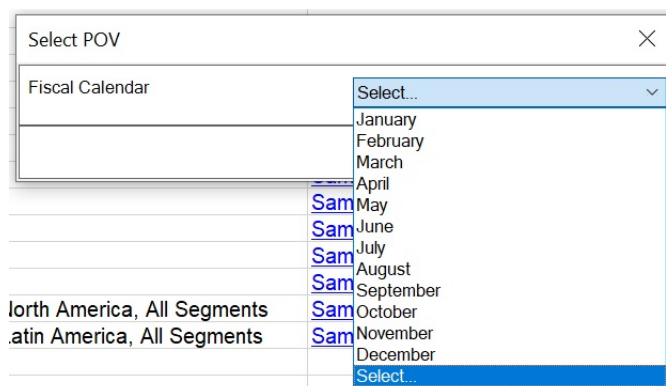 Select POV
Fiscal Calendar
Select...
January
February
March
April
Sam May
Sam June
Sam July
Sam August
Sam September
North America, All Segments Sam October
Latin America, All Segments Sam November
December
Select...